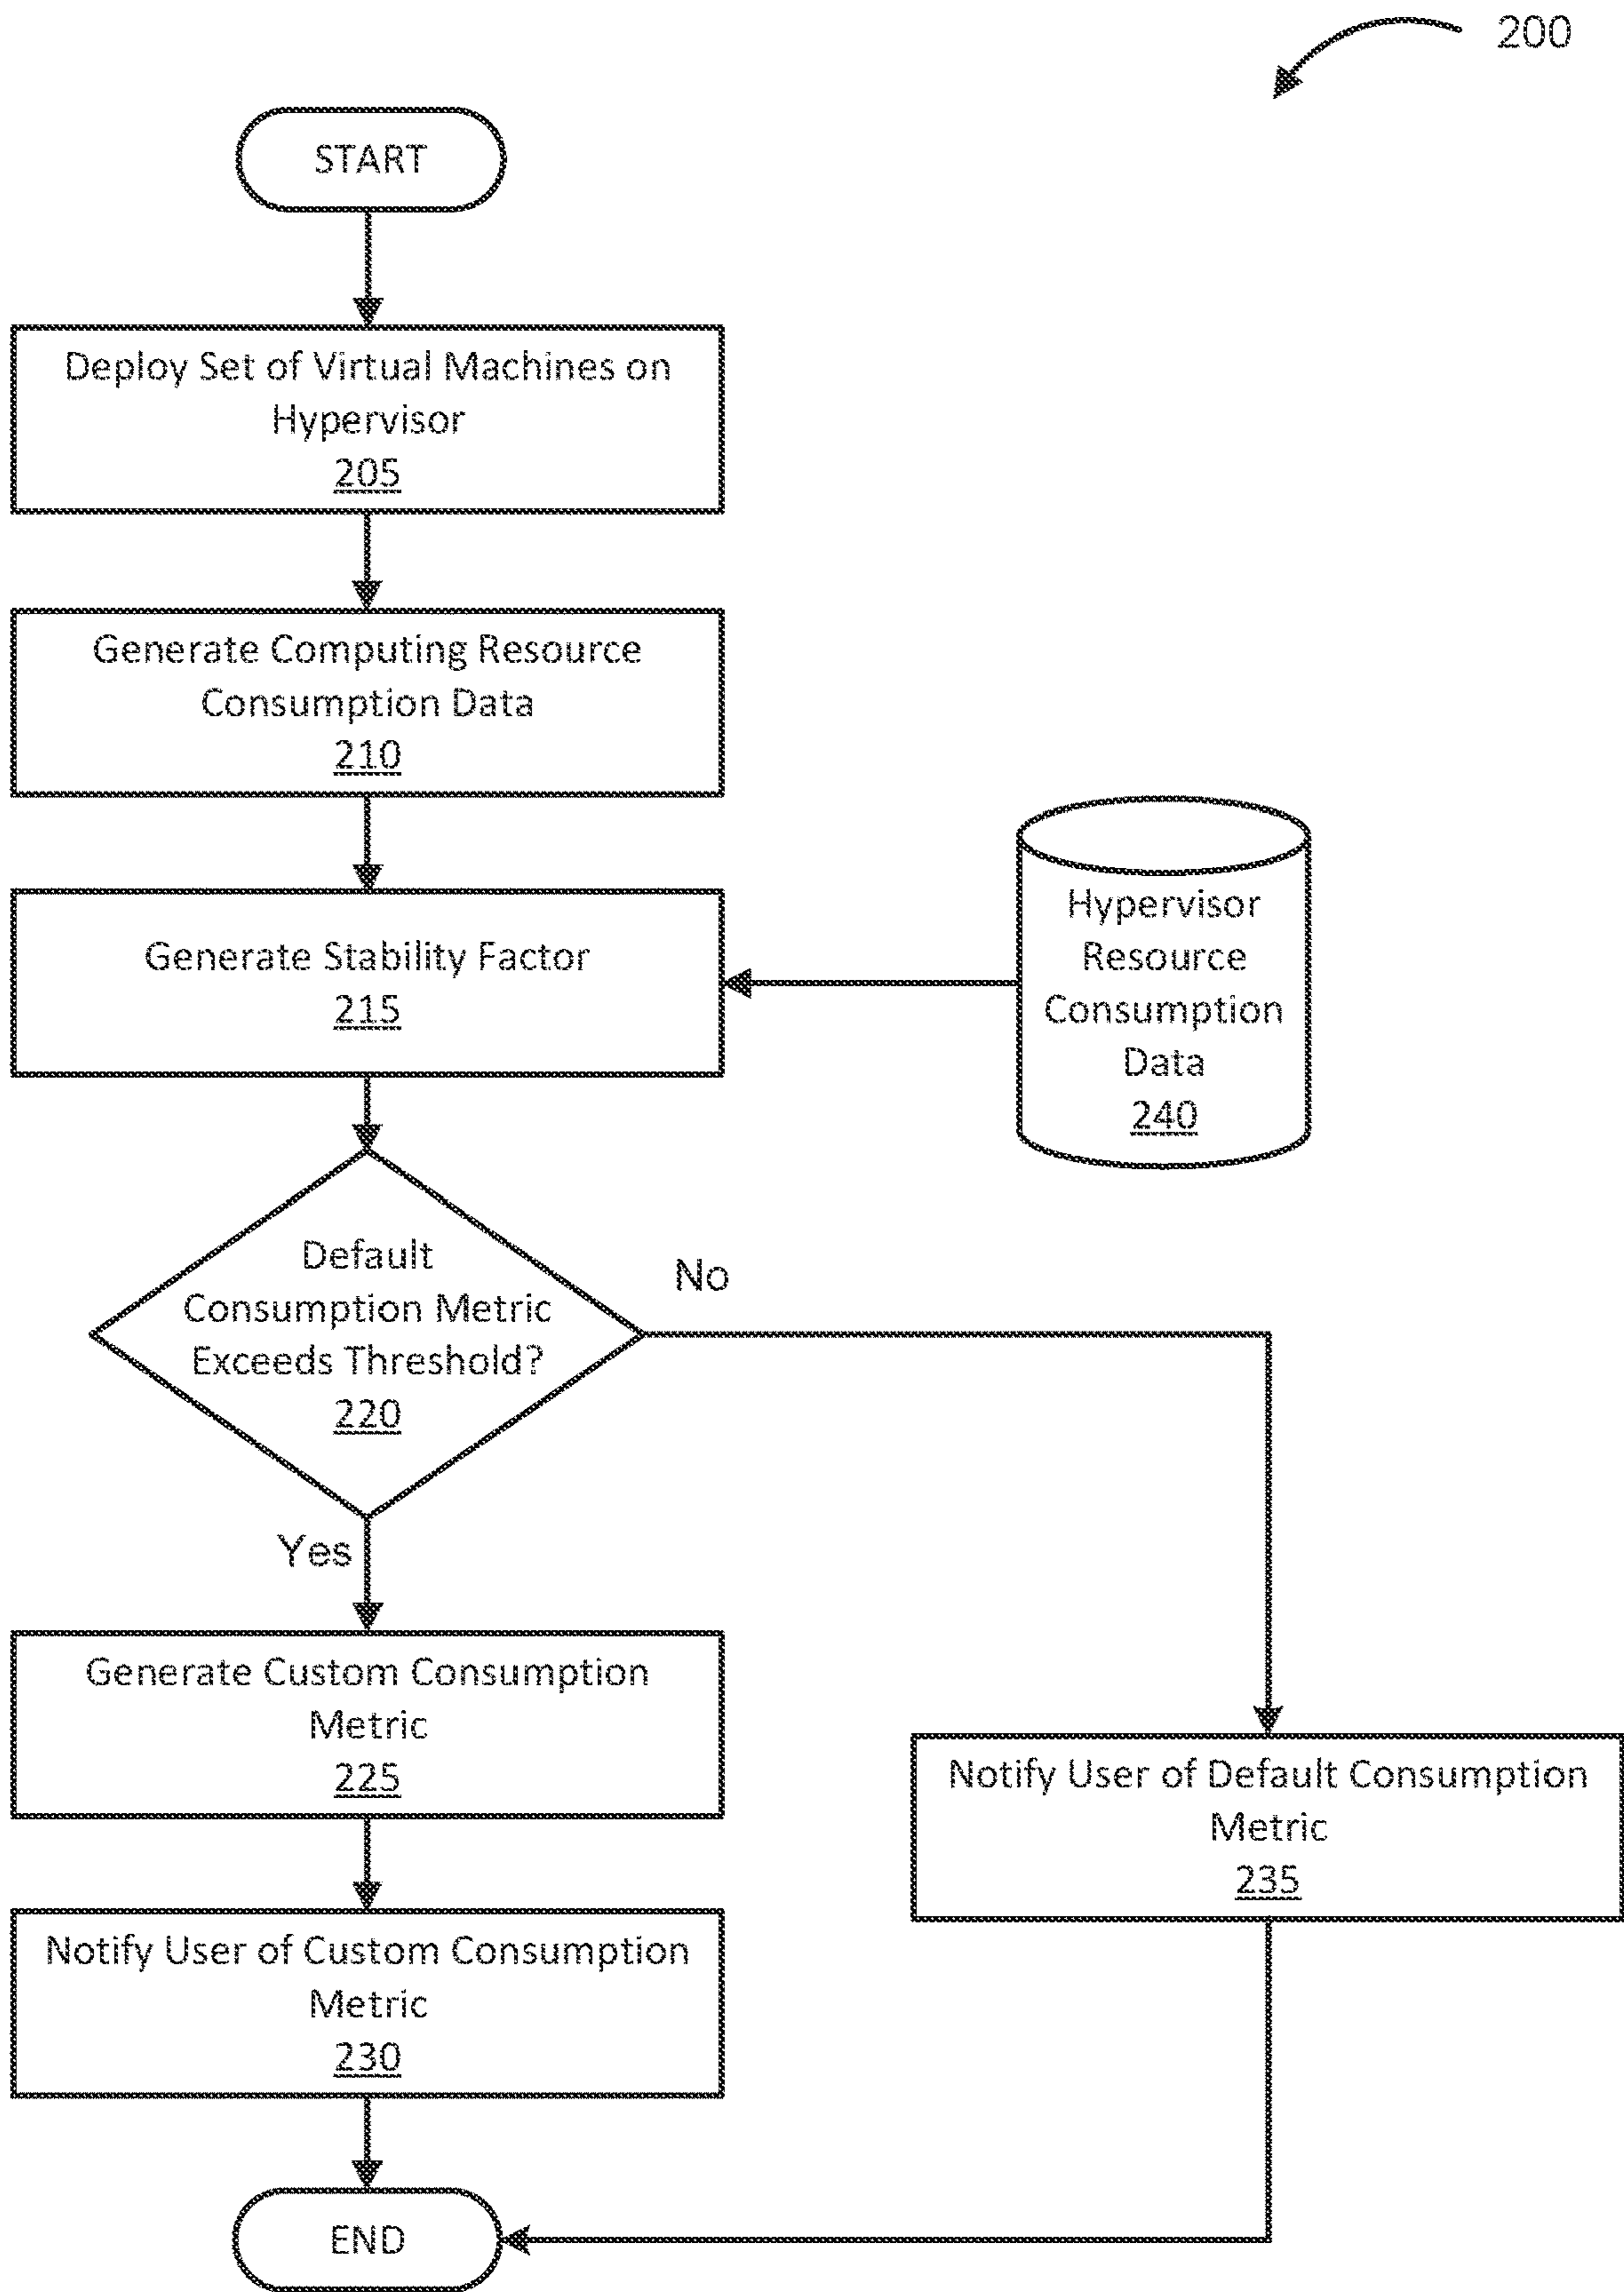 200
START
Deploy Set of Virtual Machines on
Hypervisor
205
Generate Computing Resource
Consumption Data
210
Generate Stability Factor
215
Hypervisor
Resource
Consumption
Data
240
Default
Consumption Metric
Exceeds Threshold?
220
No
Yes
Generate Custom Consumption
Metric
225
Notify User of Default Consumption
Metric
235
Notify User of Custom Consumption
Metric
230
END